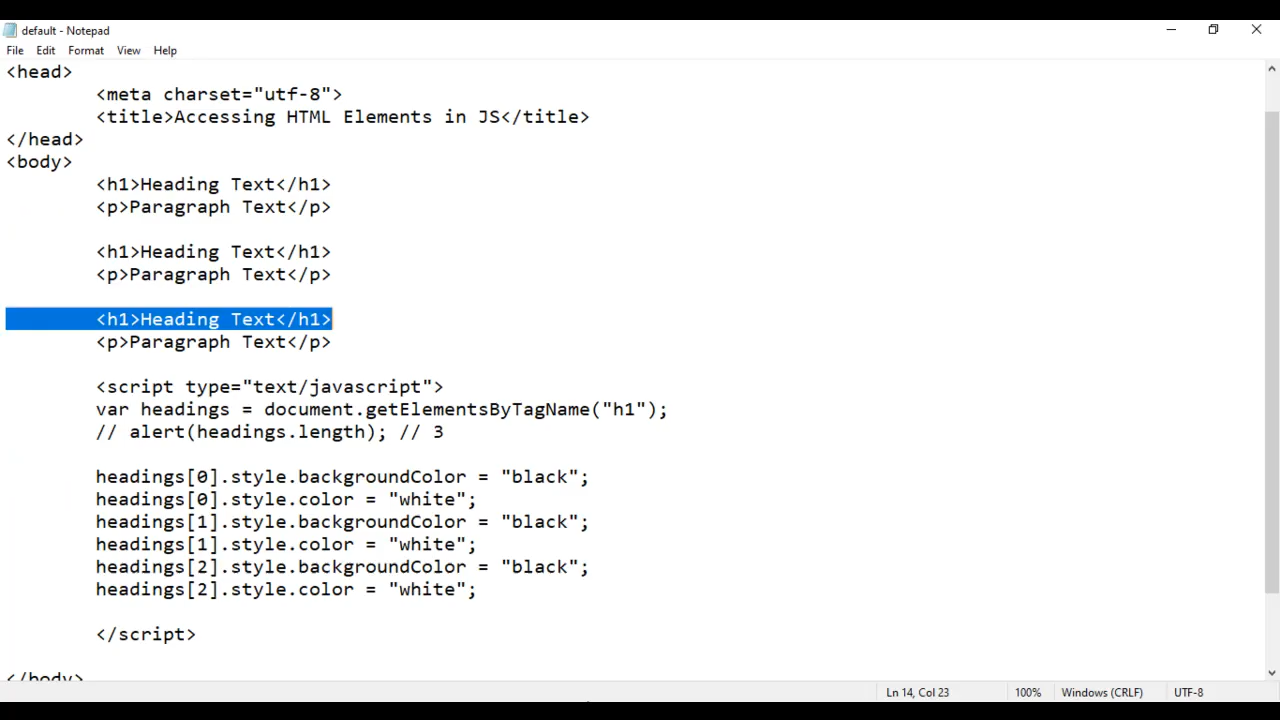 default - Notepad
File Edit Format View Help
<head>
<meta charset="utf-8">
<title>Accessing HTML Elements in JS</title>
</head>
<body>
<h1>Heading Text</h1>
<p>Paragraph Text</p>
<h1>Heading Text</h1>
<p>Paragraph Text</p>
<h1>Heading Text</h1>
<p>Paragraph Text</p>
<script type="text/javascript">
var headings = document.getElementsByTagName("h1");
// alert(headings.length); // 3
headings[0].style.backgroundColor = "black";
headings[0].style.color = "white";
headings[1].style.backgroundColor = "black";
headings[1].style.color = "white";
headings[2].style.backgroundColor = "black";
headings[2].style.color = "white";
</script>
</body>
Ln 14, Col 23 100% Windows (CRLF) UTF-8